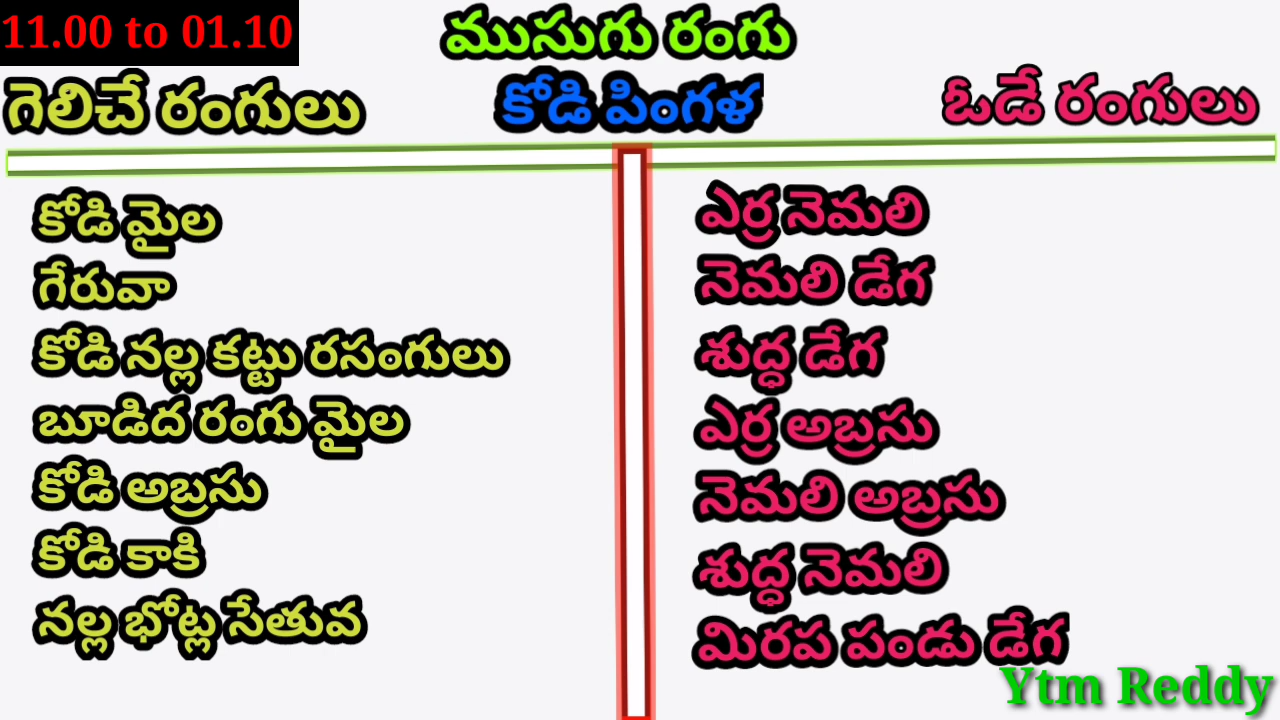 11.00 to 01.10
ముసుగు రంగు
గెలిచే రంగులు
కోడి పింగళ
ఓడే రంగులు
కోడి మైల
గేరువా
కోడి నల్ల కట్టు రసంగులు
బూడిద రంగు మైల
కోడి అబ్రసు
కోడి కాకి
నల్ల భోట్ల సేతువ
ఎర్ర నెమలి
నెమలి డేగ
శుద్ధ డేగ
ఎర్ర అబ్రసు
నెమలి అబ్రసు
శుద్ధ నెమలి
మిరప పండు డేగ
Ytm Reddy